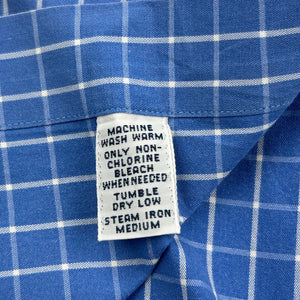 MACHINE
WASH WARM
ONLY NON-
CHLORINE
BLEACH
WHEN NEEDED
TUMBLE
DRY LOW
STEAM IRON
MEDIUM